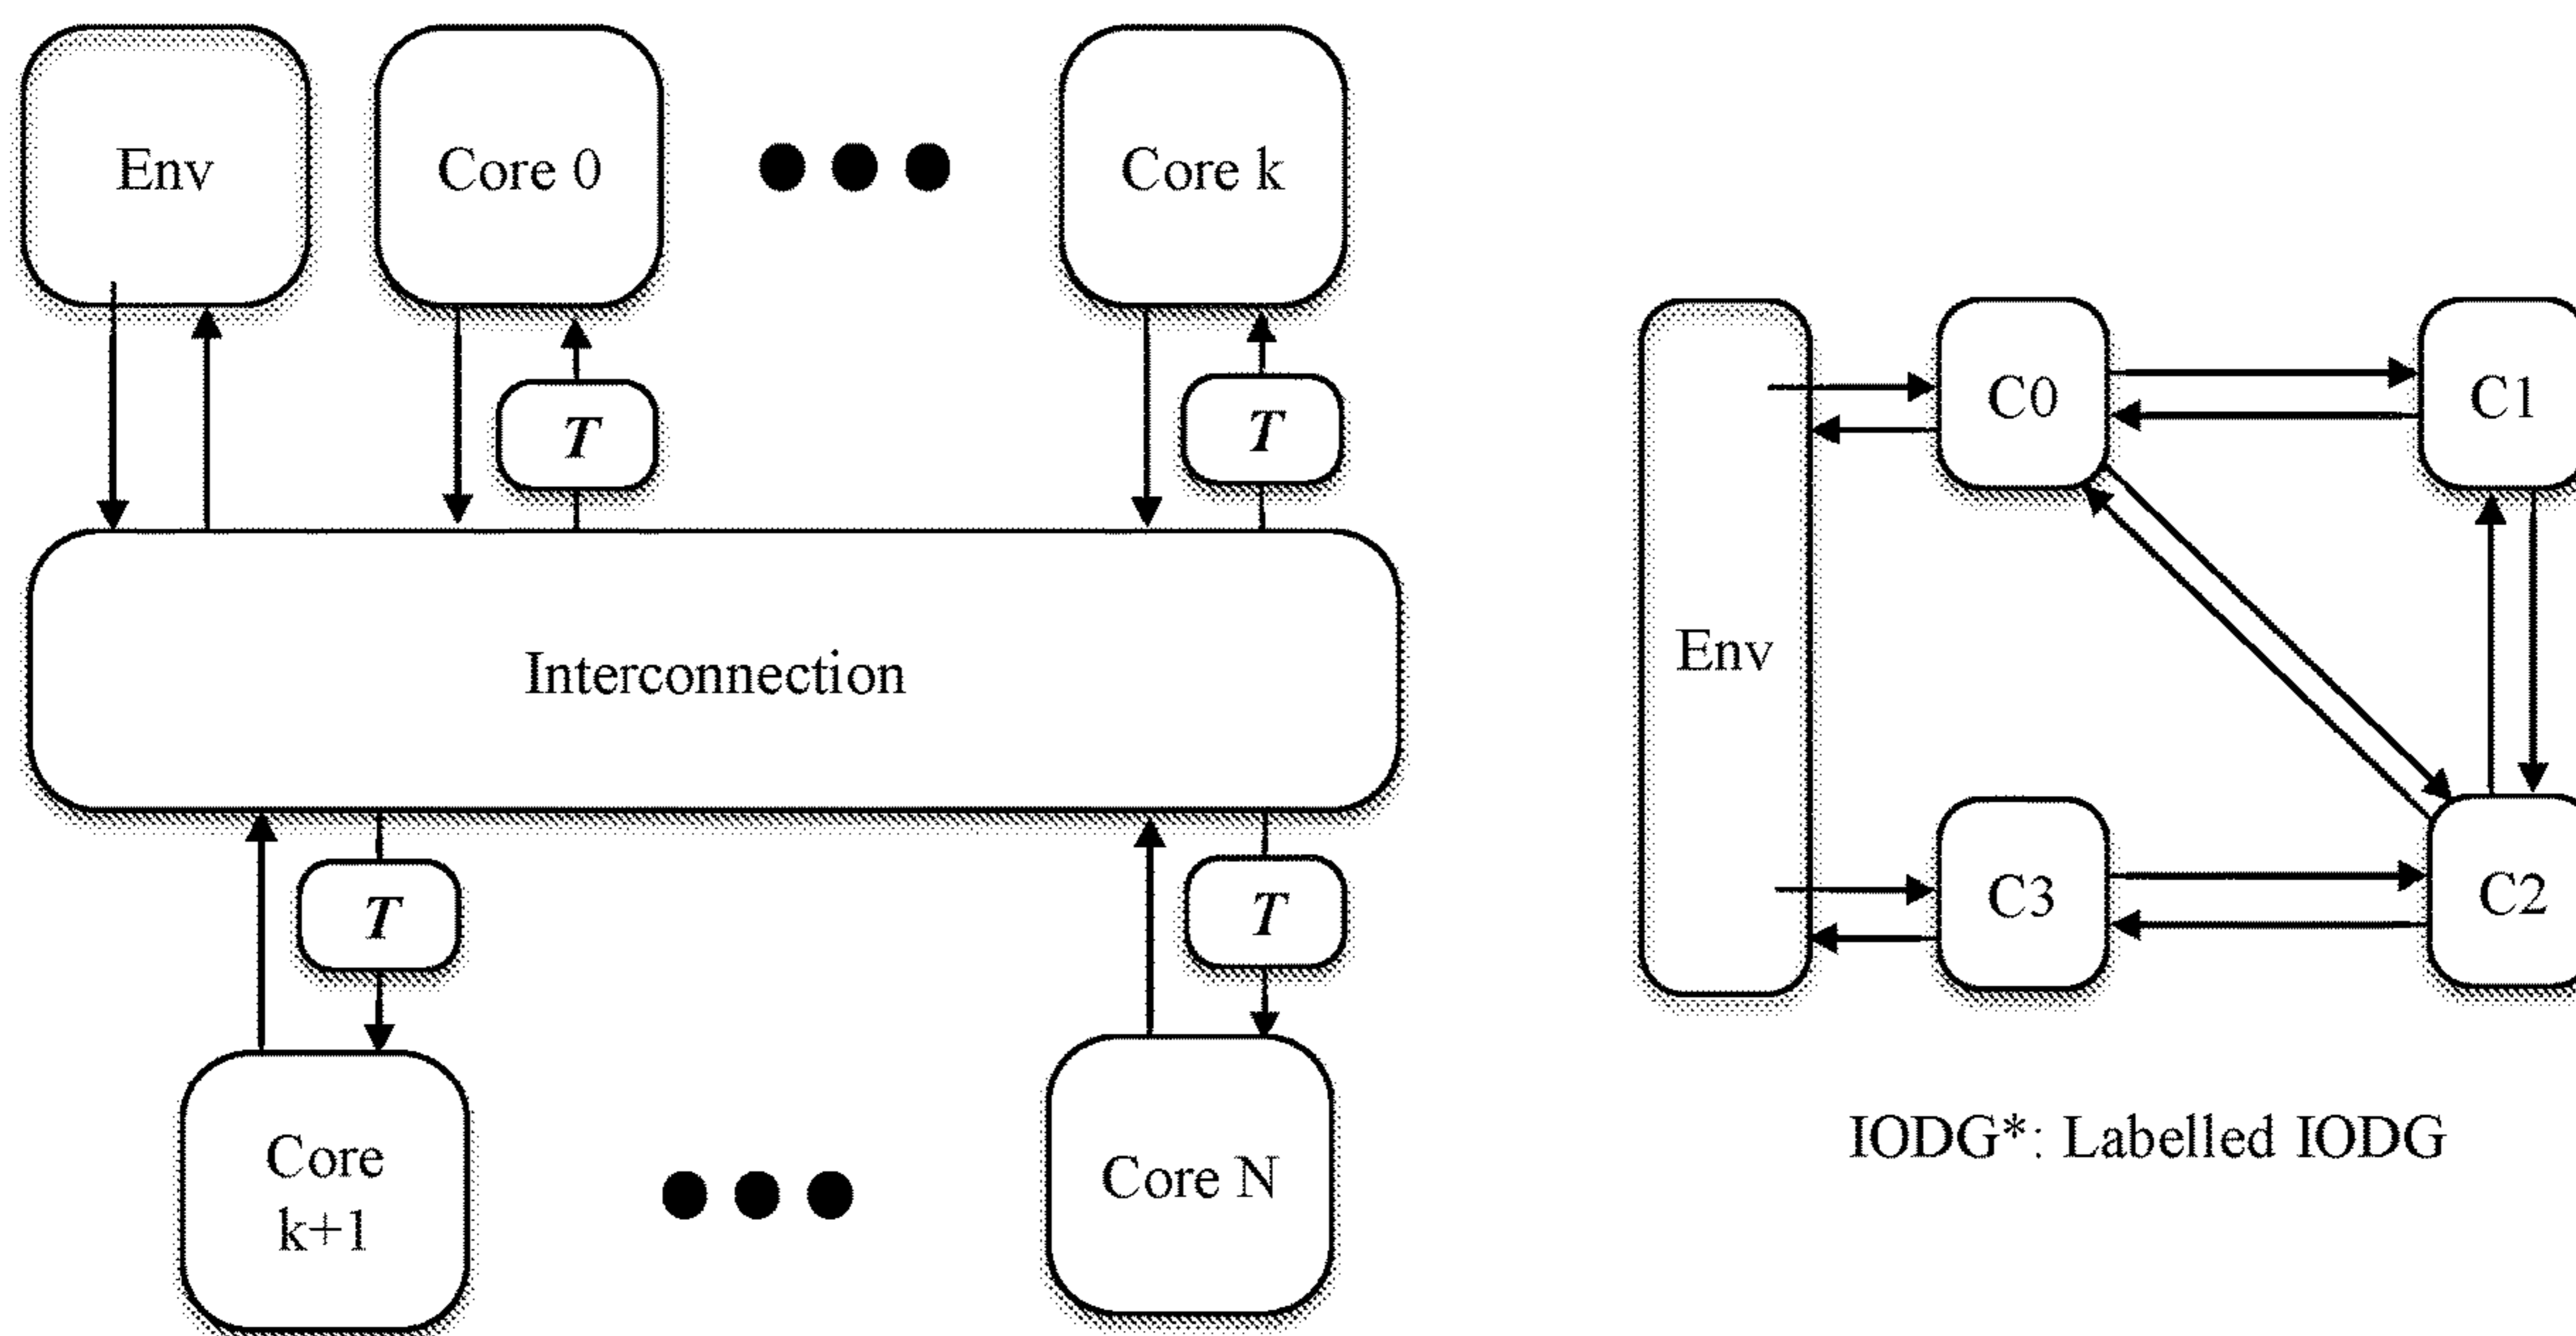 Env
Core 0
Core k
T
T
Interconnection
T
T
Core
k+1
Core N
Env
C0
C1
C3
C2
IODG*: Labelled IODG